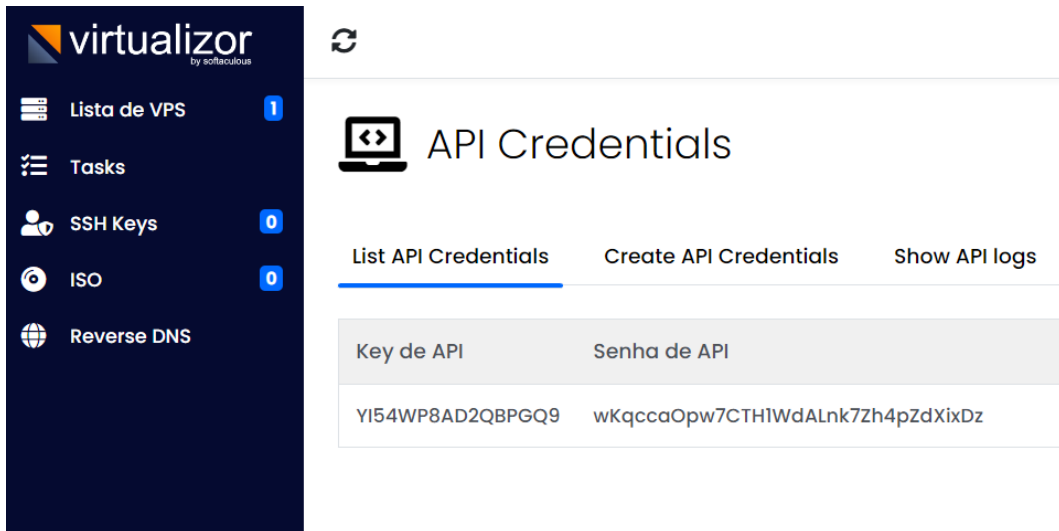 virtualizor
by softaculous
Lista de VPS 1
Tasks
SSH Keys 0
ISO 0
Reverse DNS
API Credentials
List API Credentials Create API Credentials Show API logs
Key de API Senha de API
YI54WP8AD2QBPGQ9 wKqccaOpw7CTH1WdALnk7Zh4pZdXixDz